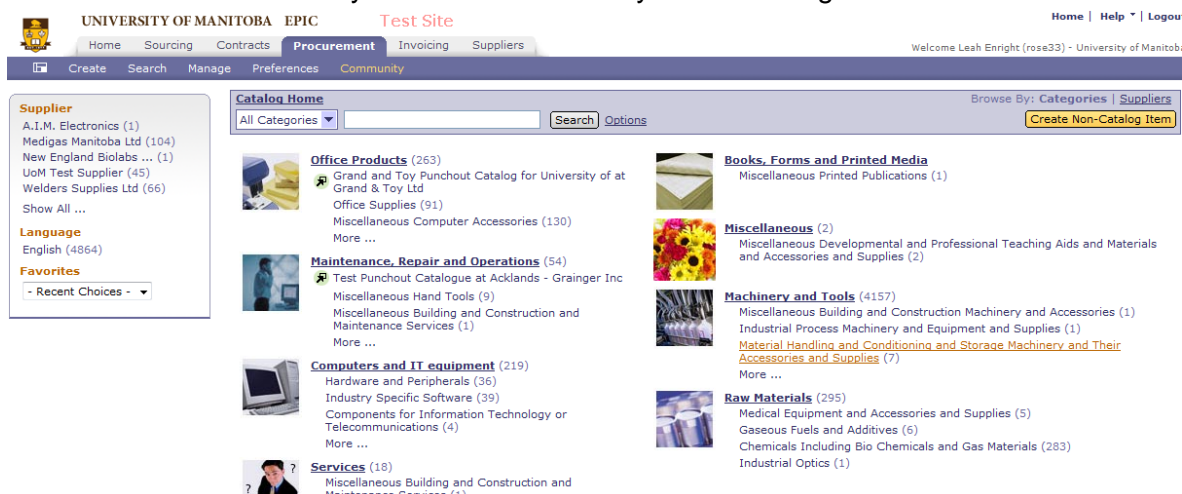 UNIVERSITY OF MANITOBA EPIC Test Site
Home | Help | Logout
Home Sourcing Contracts Procurement Invoicing Suppliers
Welcome Leah Enright (rose33) - University of Manitoba
Create Search Manage Preferences Community
Supplier
A.I.M. Electronics (1)
Medigas Manitoba Ltd (104)
New England Biolabs ... (1)
UoM Test Supplier (45)
Welders Supplies Ltd (66)
Show All ...
Language
English (4864)
Favorites
- Recent Choices -
Catalog Home
Browse By: Categories | Suppliers
All Categories Search Options
Create Non-Catalog Item
Office Products (263)
Grand and Toy Punchout Catalog for University of at
Grand & Toy Ltd
Office Supplies (91)
Miscellaneous Computer Accessories (130)
More ...
Maintenance, Repair and Operations (54)
Test Punchout Catalogue at Acklands - Grainger Inc
Miscellaneous Hand Tools (9)
Miscellaneous Building and Construction and
Maintenance Services (1)
More ...
Computers and IT equipment (219)
Hardware and Peripherals (36)
Industry Specific Software (39)
Components for Information Technology or
Telecommunications (4)
More ...
Services (18)
Miscellaneous Building and Construction and
Maintenance Services (1)
Books, Forms and Printed Media
Miscellaneous Printed Publications (1)
Miscellaneous (2)
Miscellaneous Developmental and Professional Teaching Aids and Materials
and Accessories and Supplies (2)
Machinery and Tools (4157)
Miscellaneous Building and Construction Machinery and Accessories (1)
Industrial Process Machinery and Equipment and Supplies (1)
Material Handling and Conditioning and Storage Machinery and Their
Accessories and Supplies (7)
More ...
Raw Materials (295)
Medical Equipment and Accessories and Supplies (5)
Gaseous Fuels and Additives (6)
Chemicals Including Bio Chemicals and Gas Materials (283)
Industrial Optics (1)